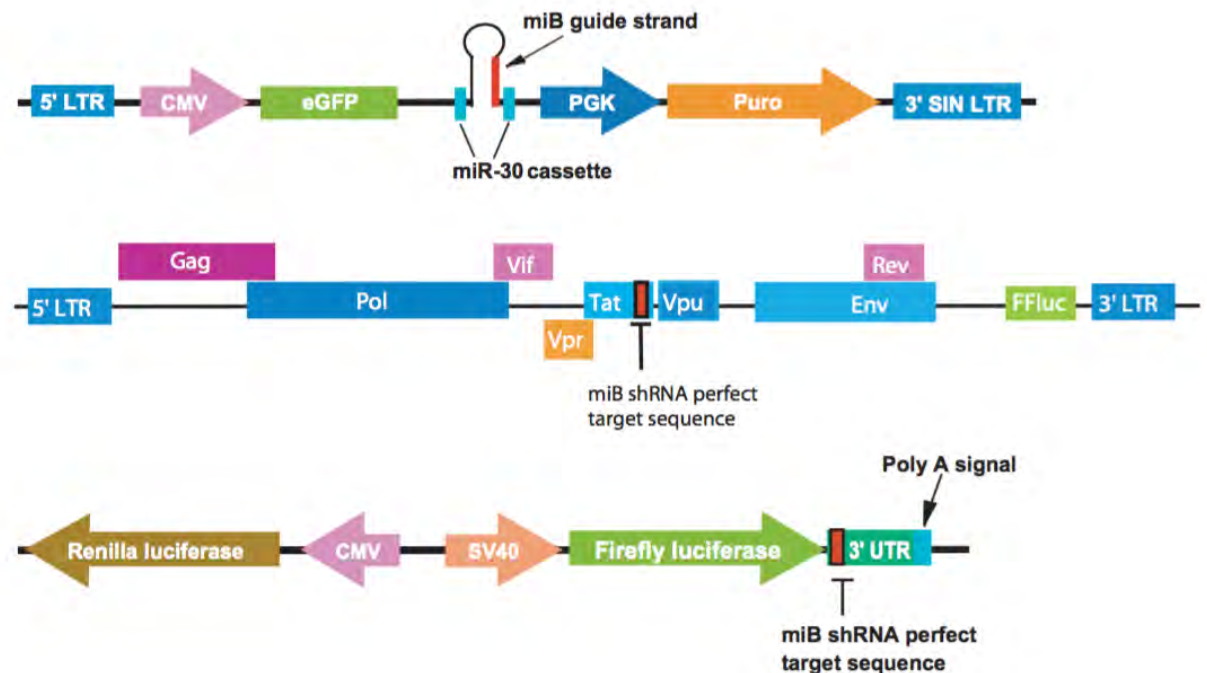 miB guide strand
5' LTR CMV eGFP PGK Puro 3' SIN LTR
miR-30 cassette
Gag Vif Rev
5' LTR Pol Tat Vpu Env FFluc 3' LTR
Vpr
miB shRNA perfect
target sequence
Poly A signal
Renilla luciferase CMV SV40 Firefly luciferase 3' UTR
miB shRNA perfect
target sequence